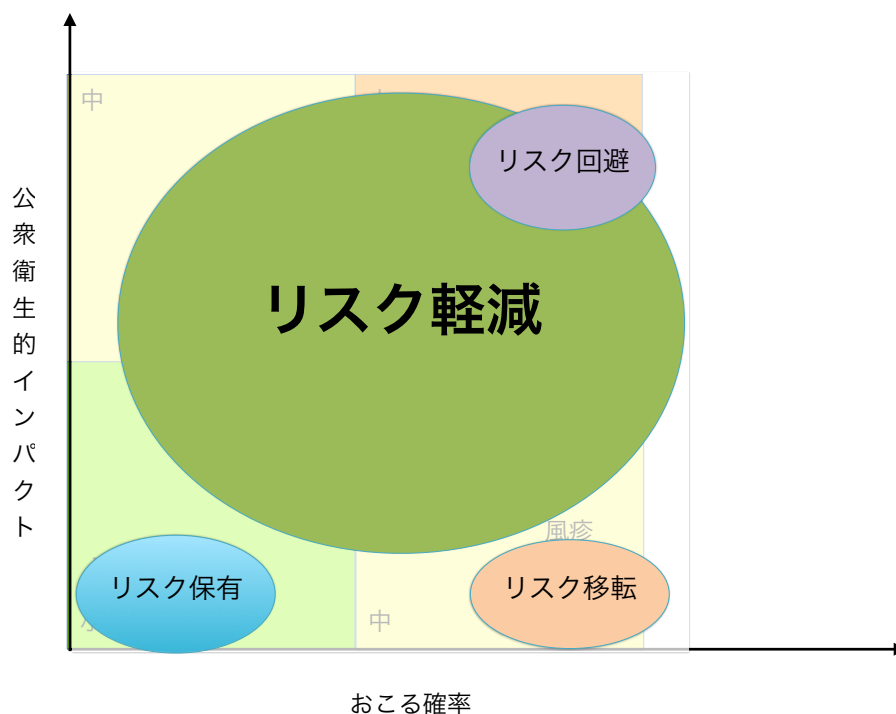 中
リスク回避
公衆衛生的インパクト
リスク軽減
風疹
リスク保有
リスク移転
中
おこる確率